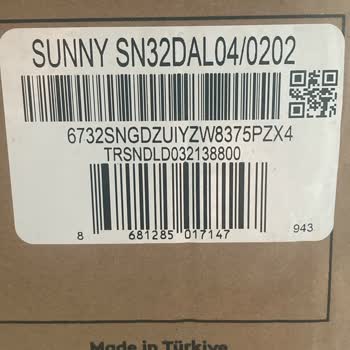 SUNNY SN32DAL04/0202
6732SNGDZUIYZW8375PZX4
TRSNDLD032138800
8 681285 017147
943
Made in Türkiye